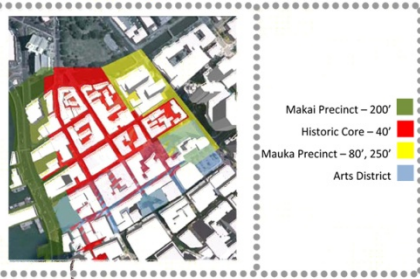 Makai Precinct – 200'
Historic Core – 40'
Mauka Precinct – 80', 250'
Arts District